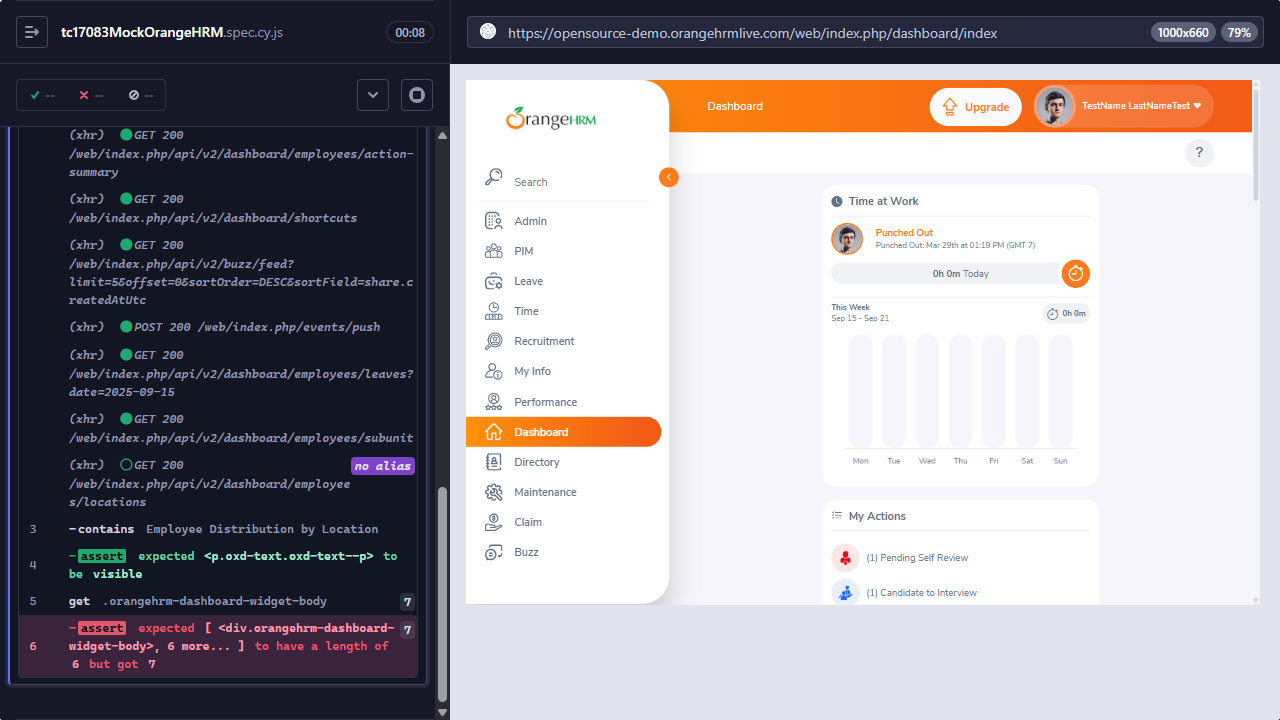 tc17083MockOrangeHRM.spec.cy.js
00:08
--
--
--
(xhr) GET 200
/web/index.php/api/v2/dashboard/employees/action-
summary
(xhr) GET 200
/web/index.php/api/v2/dashboard/shortcuts
(xhr) GET 200
/web/index.php/api/v2/buzz/feed?
limit=5&offset=0&sortOrder=DESC&sortField=share.c
reatedAtUtc
(xhr) POST 200 /web/index.php/events/push
(xhr) GET 200
/web/index.php/api/v2/dashboard/employees/leaves?
date=2025-09-15
(xhr) GET 200
/web/index.php/api/v2/dashboard/employees/subunit
(xhr) GET 200 no alias
/web/index.php/api/v2/dashboard/employee
s/locations
3 -contains Employee Distribution by Location
4 -assert expected <p.oxd-text.oxd-text--p> to
be visible
5 get .orangehrm-dashboard-widget-body 7
6 -assert expected [ <div.orangehrm-dashboard-
widget-body>, 6 more... ] to have a length of
6 but got 7
7
https://opensource-demo.orangehrmlive.com/web/index.php/dashboard/index
1000x660
79%
OrangeHRM
Search
Admin
PIM
Leave
Time
Recruitment
My Info
Performance
Dashboard
Directory
Maintenance
Claim
Buzz
Dashboard
Upgrade
TestName LastNameTest
?
Time at Work
Punched Out
Punched Out: Mar 29th at 01:19 PM (GMT 7)
0h 0m Today
This Week
Sep 15 - Sep 21
0h 0m
Mon Tue Wed Thu Fri Sat Sun
My Actions
(1) Pending Self Review
(1) Candidate to Interview